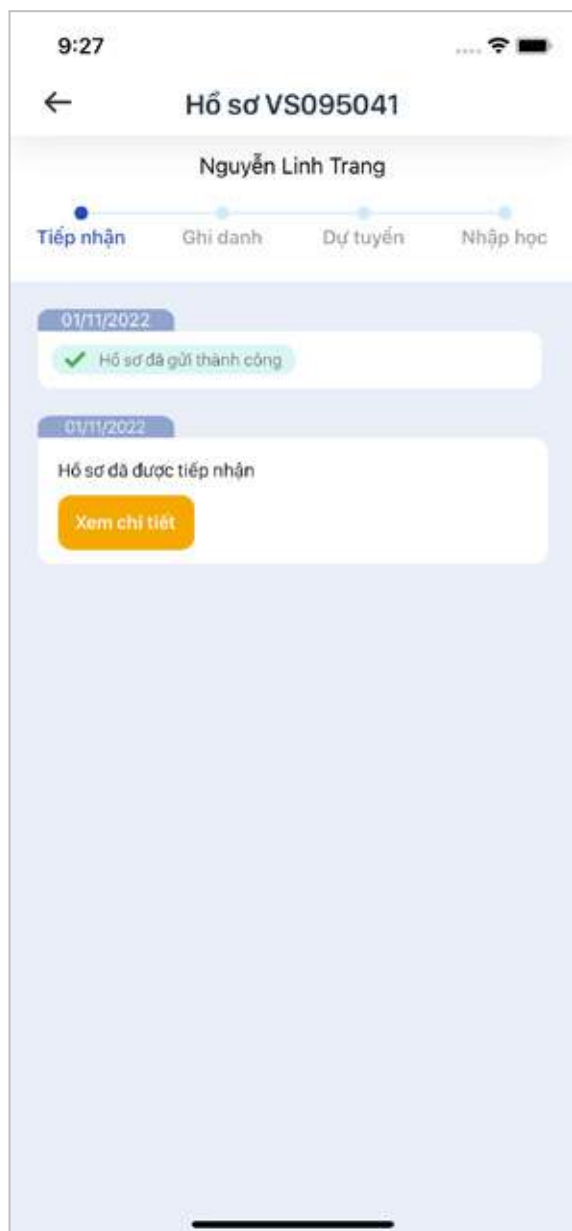 9:27
Hồ sơ VS095041
Nguyễn Linh Trang
Tiếp nhận Ghi danh Dự tuyển Nhập học
01/11/2022
Hồ sơ đã gửi thành công
01/11/2022
Hồ sơ đã được tiếp nhận
Xem chi tiết